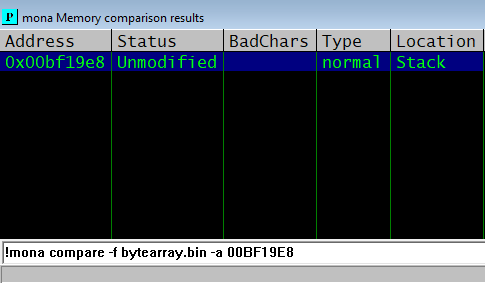 P mona Memory comparison results
Address Status BadChars Type Location
0x00bf19e8 Unmodified normal Stack
!mona compare -f bytearray.bin -a 00BF19E8